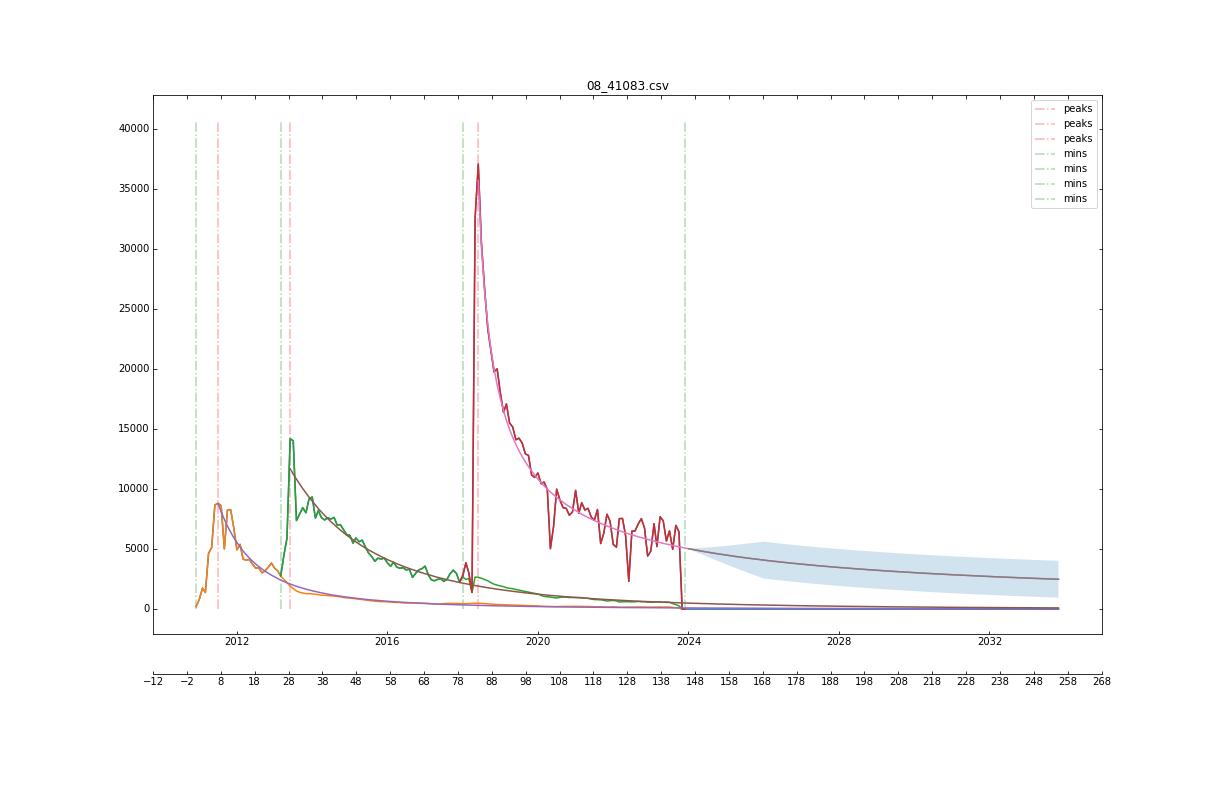 08_41083.csv
peaks
peaks
peaks
mins
mins
mins
mins
40000
35000
30000
25000
20000
15000
10000
5000
0
2012 2016 2020 2024 2028 2032
−12 −2 8 18 28 38 48 58 68 78 88 98 108 118 128 138 148 158 168 178 188 198 208 218 228 238 248 258 268